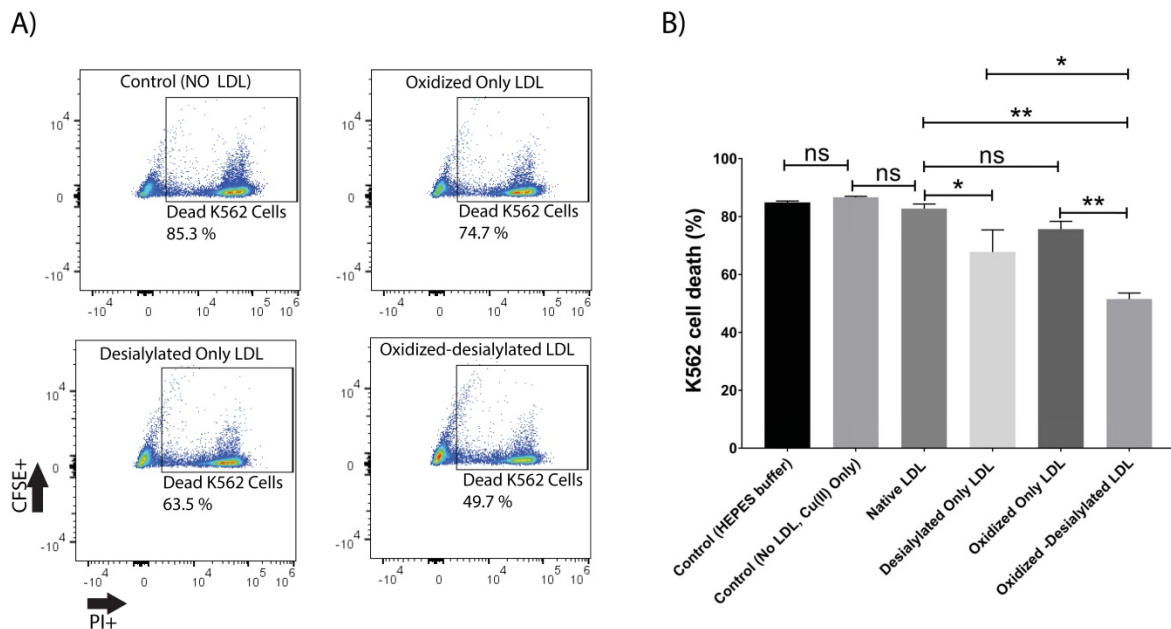 A)
Control (NO LDL)
10^4
0
-10^4
Dead K562 Cells
85.3 %
-10^4 0 10^4 10^5 10^6
Oxidized Only LDL
10^4
0
-10^4
Dead K562 Cells
74.7 %
-10^4 0 10^4 10^5 10^6
Desialylated Only LDL
10^4
0
-10^4
Dead K562 Cells
63.5 %
-10^4 0 10^4 10^5 10^6
Oxidized-desialylated LDL
10^4
0
-10^4
Dead K562 Cells
49.7 %
-10^4 0 10^4 10^5 10^6
CFSE+
PI+
B)
*
**
ns
ns
ns
*
**
K562 cell death (%)
100
80
60
40
20
0
Control (HEPES buffer)
Control (No LDL, Cu(II) Only)
Native LDL
Desialylated Only LDL
Oxidized Only LDL
Oxidized -Desialylated LDL